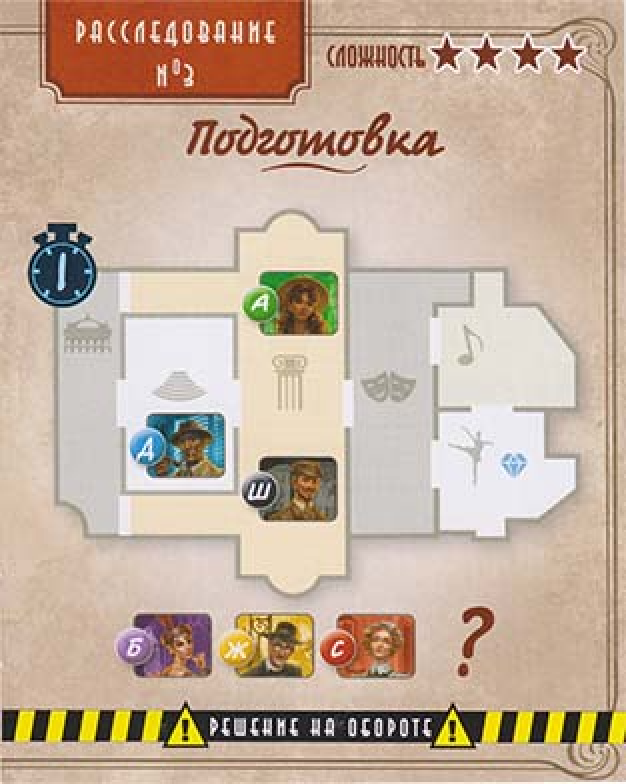 РАССЛЕДОВАНИЕ
№3
СЛОЖНОСТЬ
Подготовка
1
А
Д
Ш
Б Ж С ?
РЕШЕНИЕ НА ОБОРОТЕ